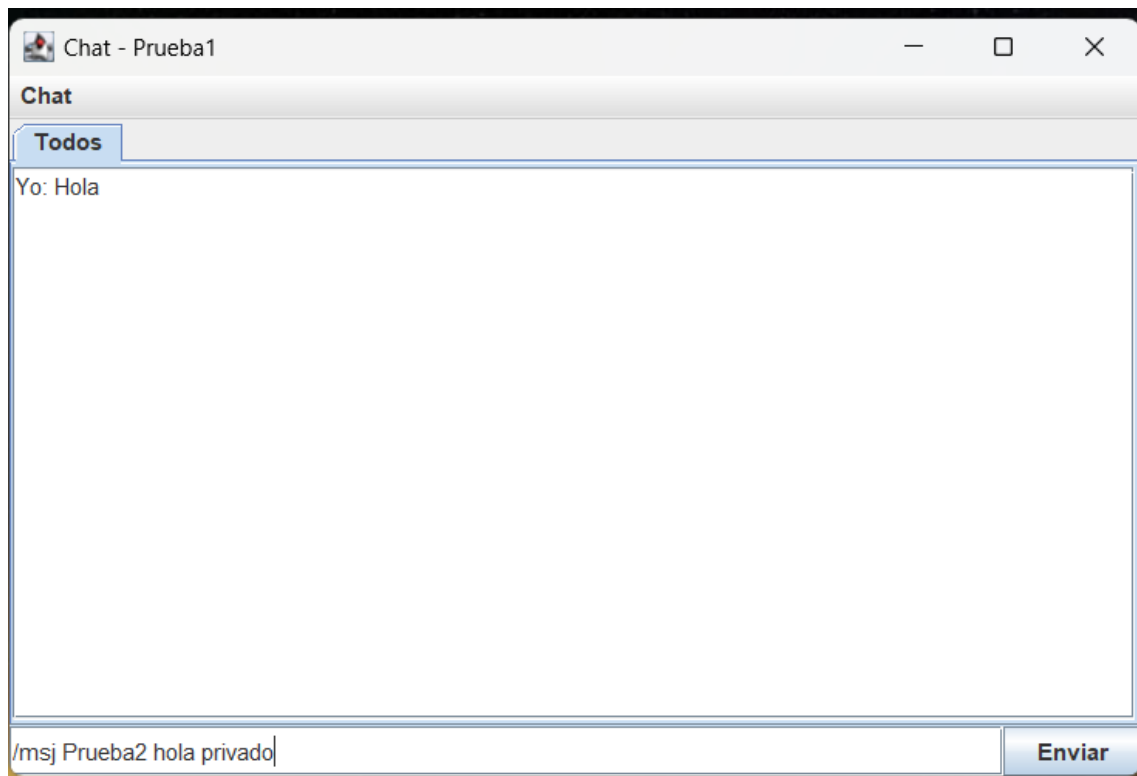 Chat - Prueba1
Chat
Todos
Yo: Hola
/msj Prueba2 hola privado
Enviar